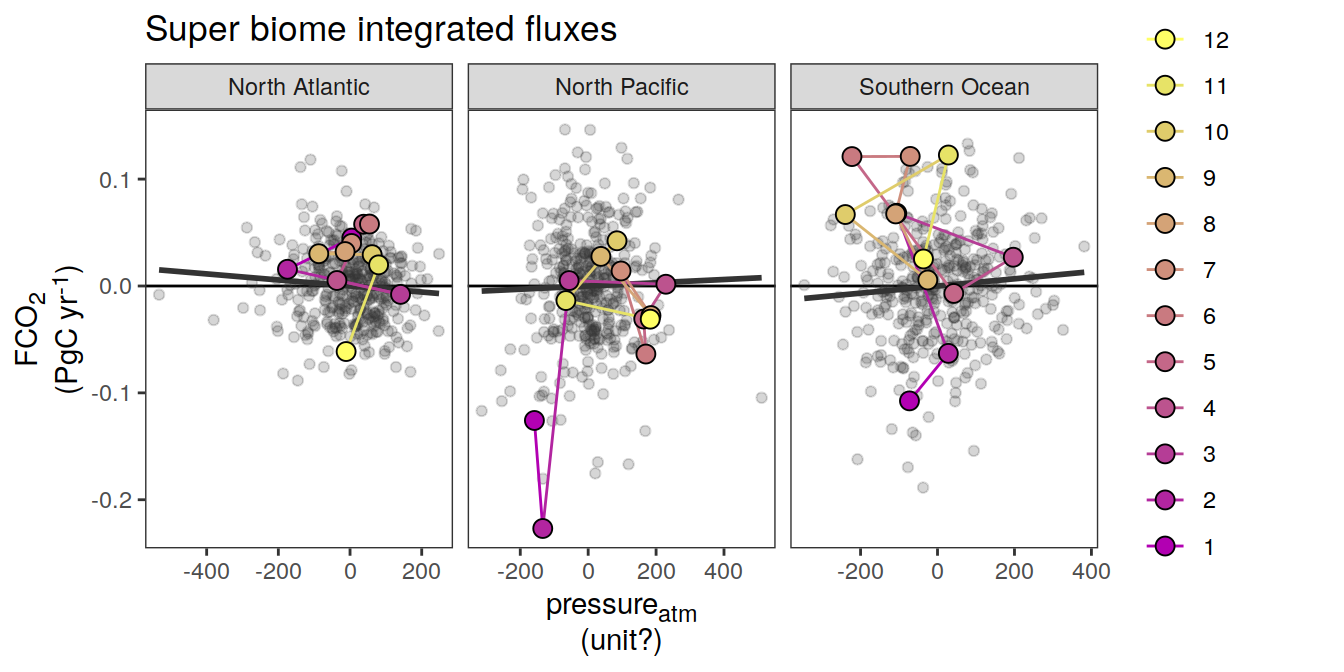 Super biome integrated fluxes
North Atlantic
North Pacific
Southern Ocean
FCO₂
(PgC yr⁻¹)
0.1
0.0
-0.1
-0.2
-400 -200 0 200
-200 0 200 400
-200 0 200 400
pressureₐₜₘ
(unit?)
12
11
10
9
8
7
6
5
4
3
2
1